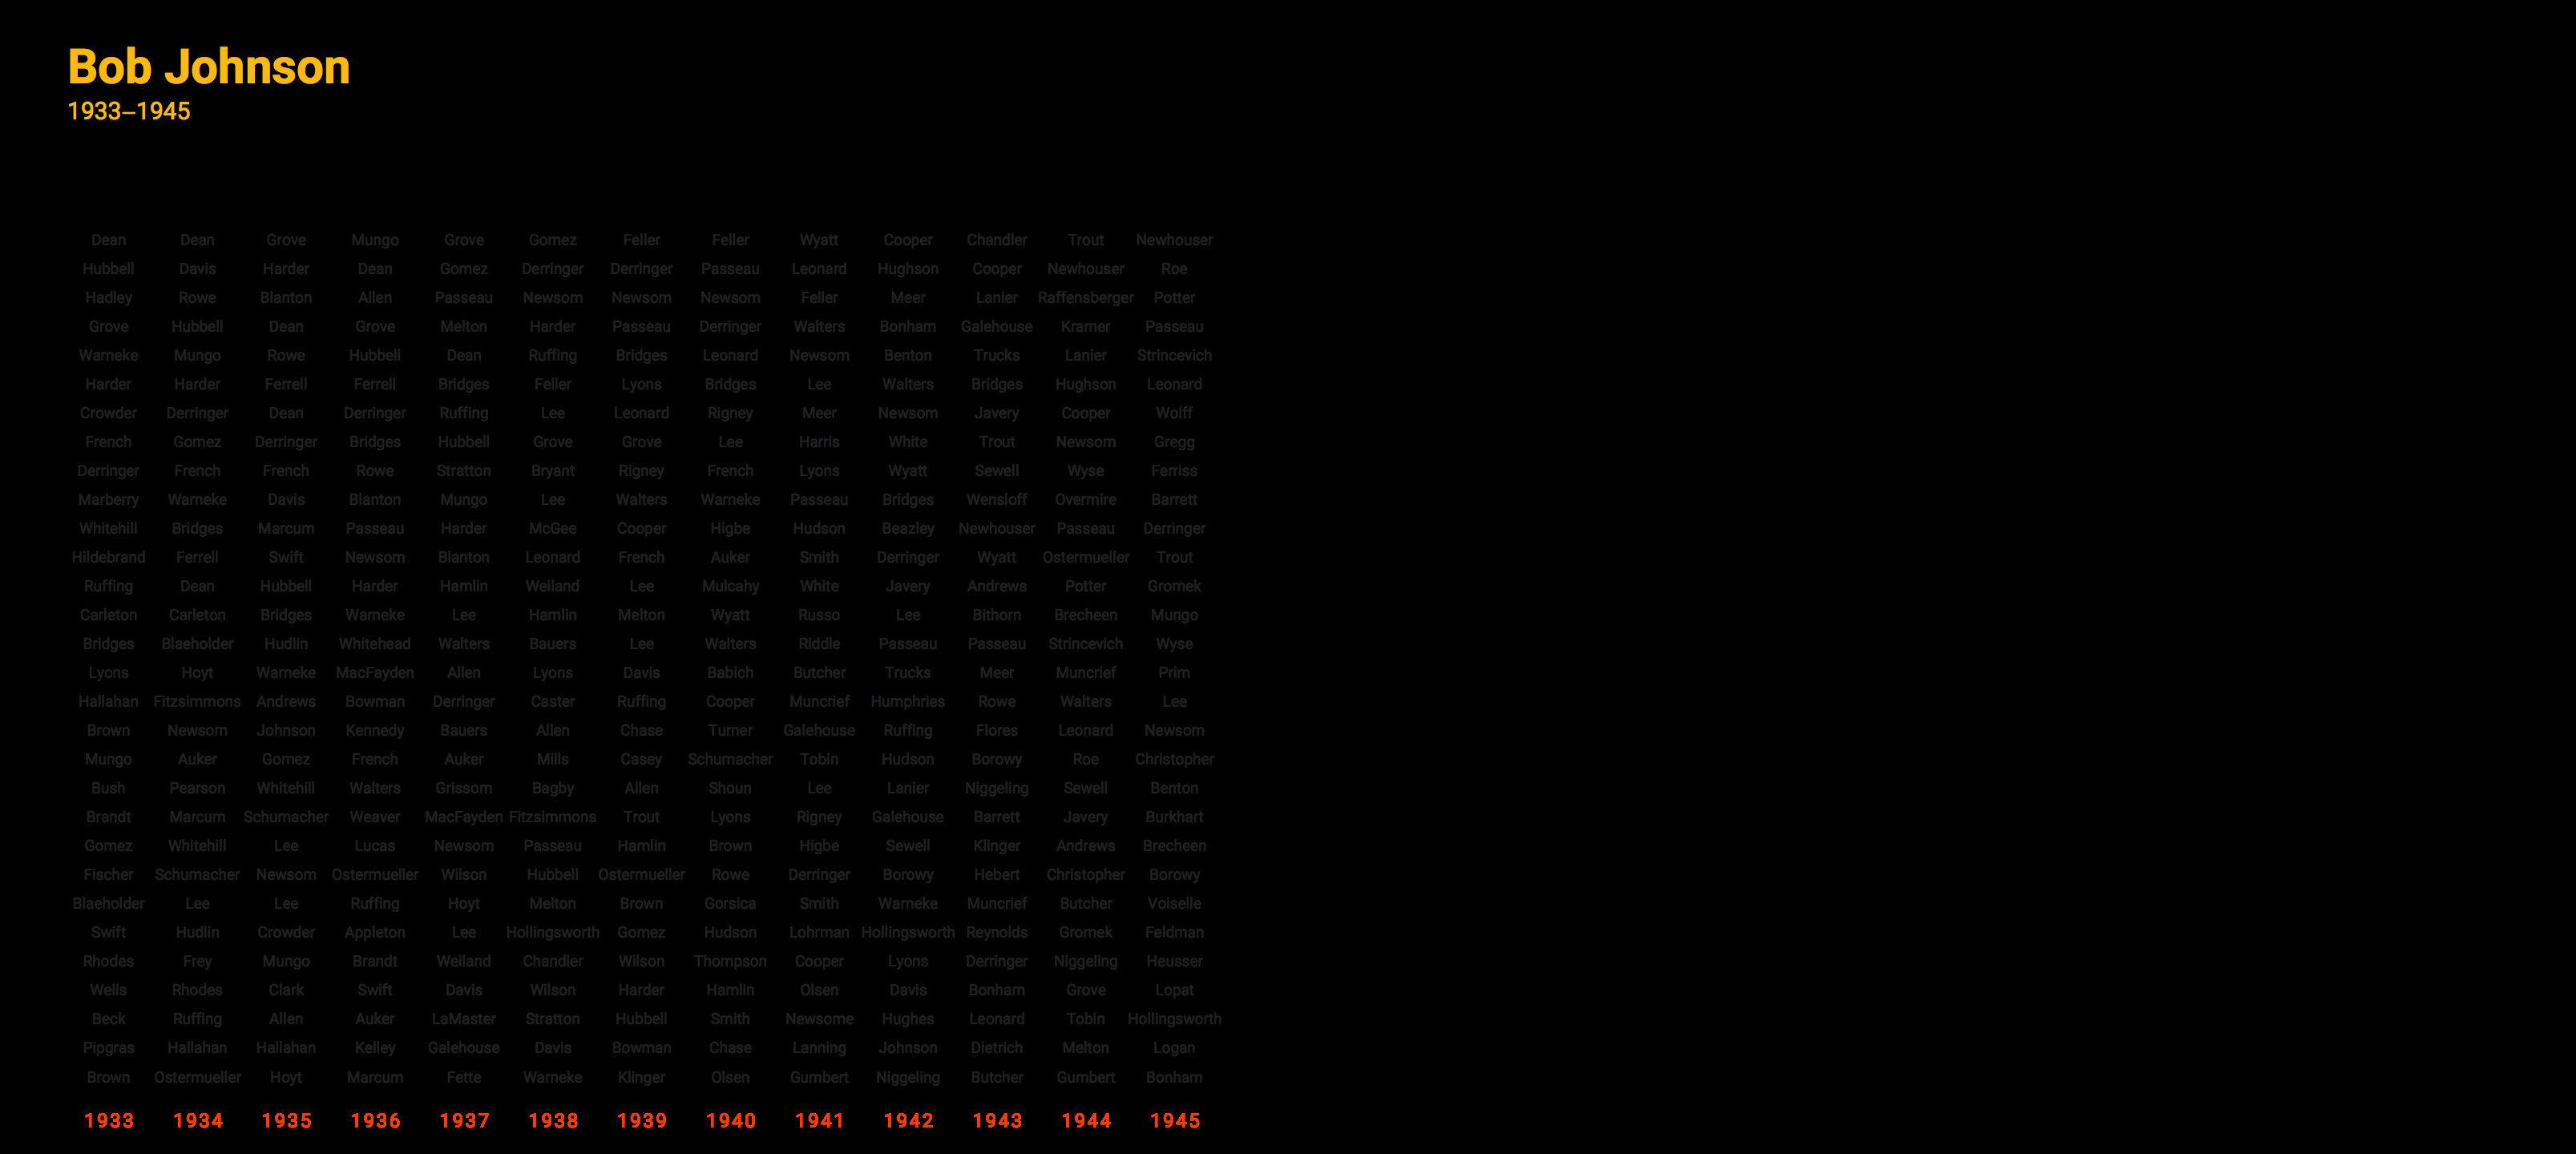 Bob Johnson
1933–1945
Dean Dean Grove Mungo Grove Gomez Feller Feller Wyatt Cooper Chandler Trout Newhouser
Hubbell Davis Harder Dean Gomez Derringer Derringer Passeau Leonard Hughson Cooper Newhouser Roe
Hadley Rowe Blanton Allen Passeau Newsom Newsom Newsom Feller Meer Lanier Raffensberger Potter
Grove Hubbell Dean Grove Melton Harder Passeau Derringer Walters Bonham Galehouse Kramer Passeau
Warneke Mungo Rowe Hubbell Dean Ruffing Bridges Leonard Newsom Benton Trucks Lanier Strincevich
Harder Harder Ferrell Ferrell Bridges Feller Lyons Bridges Lee Walters Bridges Hughson Leonard
Crowder Derringer Dean Derringer Ruffing Lee Leonard Rigney Meer Newsom Javery Cooper Wolff
French Gomez Derringer Bridges Hubbell Grove Grove Lee Harris White Trout Newsom Gregg
Derringer French French Rowe Stratton Bryant Rigney French Lyons Wyatt Sewell Wyse Ferriss
Marberry Warneke Davis Blanton Mungo Lee Walters Warneke Passeau Bridges Wensloff Overmire Barrett
Whitehill Bridges Marcum Passeau Harder McGee Cooper Higbe Hudson Beazley Newhouser Passeau Derringer
Hildebrand Ferrell Swift Newsom Blanton Leonard French Auker Smith Derringer Wyatt Ostermueller Trout
Ruffing Dean Hubbell Harder Hamlin Weiland Lee Mulcahy White Javery Andrews Potter Gromek
Carleton Carleton Bridges Warneke Lee Hamlin Melton Wyatt Russo Lee Bithorn Brecheen Mungo
Bridges Blaeholder Hudlin Whitehead Walters Bauers Lee Walters Riddle Passeau Passeau Strincevich Wyse
Lyons Hoyt Warneke MacFayden Allen Lyons Davis Babich Butcher Trucks Meer Muncrief Prim
Hallahan Fitzsimmons Andrews Bowman Derringer Caster Ruffing Cooper Muncrief Humphries Rowe Walters Lee
Brown Newsom Johnson Kennedy Bauers Allen Chase Turner Galehouse Ruffing Flores Leonard Newsom
Mungo Auker Gomez French Auker Mills Casey Schumacher Tobin Hudson Borowy Roe Christopher
Bush Pearson Whitehill Walters Grissom Bagby Allen Shoun Lee Lanier Niggeling Sewell Benton
Brandt Marcum Schumacher Weaver MacFayden Fitzsimmons Trout Lyons Rigney Galehouse Barrett Javery Burkhart
Gomez Whitehill Lee Lucas Newsom Passeau Hamlin Brown Higbe Sewell Klinger Andrews Brecheen
Fischer Schumacher Newsom Ostermueller Wilson Hubbell Ostermueller Rowe Derringer Borowy Hebert Christopher Borowy
Blaeholder Lee Lee Ruffing Hoyt Melton Brown Gorsica Smith Warneke Muncrief Butcher Voiselle
Swift Hudlin Crowder Appleton Lee Hollingsworth Gomez Hudson Lohrman Hollingsworth Reynolds Gromek Feldman
Rhodes Frey Mungo Brandt Weiland Chandler Wilson Thompson Cooper Lyons Derringer Niggeling Heusser
Wells Rhodes Clark Swift Davis Wilson Harder Hamlin Olsen Davis Bonham Grove Lopat
Beck Ruffing Allen Auker LaMaster Stratton Hubbell Smith Newsome Hughes Leonard Tobin Hollingsworth
Pipgras Hallahan Hallahan Kelley Galehouse Davis Bowman Chase Lanning Johnson Dietrich Melton Logan
Brown Ostermueller Hoyt Marcum Fette Warneke Klinger Olsen Gumbert Niggeling Butcher Gumbert Bonham
1933 1934 1935 1936 1937 1938 1939 1940 1941 1942 1943 1944 1945